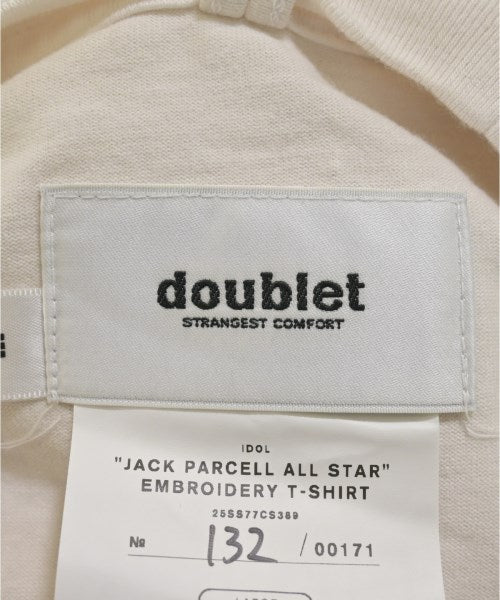 doublet
STRANGEST COMFORT
IDOL
"JACK PARCELL ALL STAR"
EMBROIDERY T-SHIRT
25SS77CS389
№ 132 / 00171